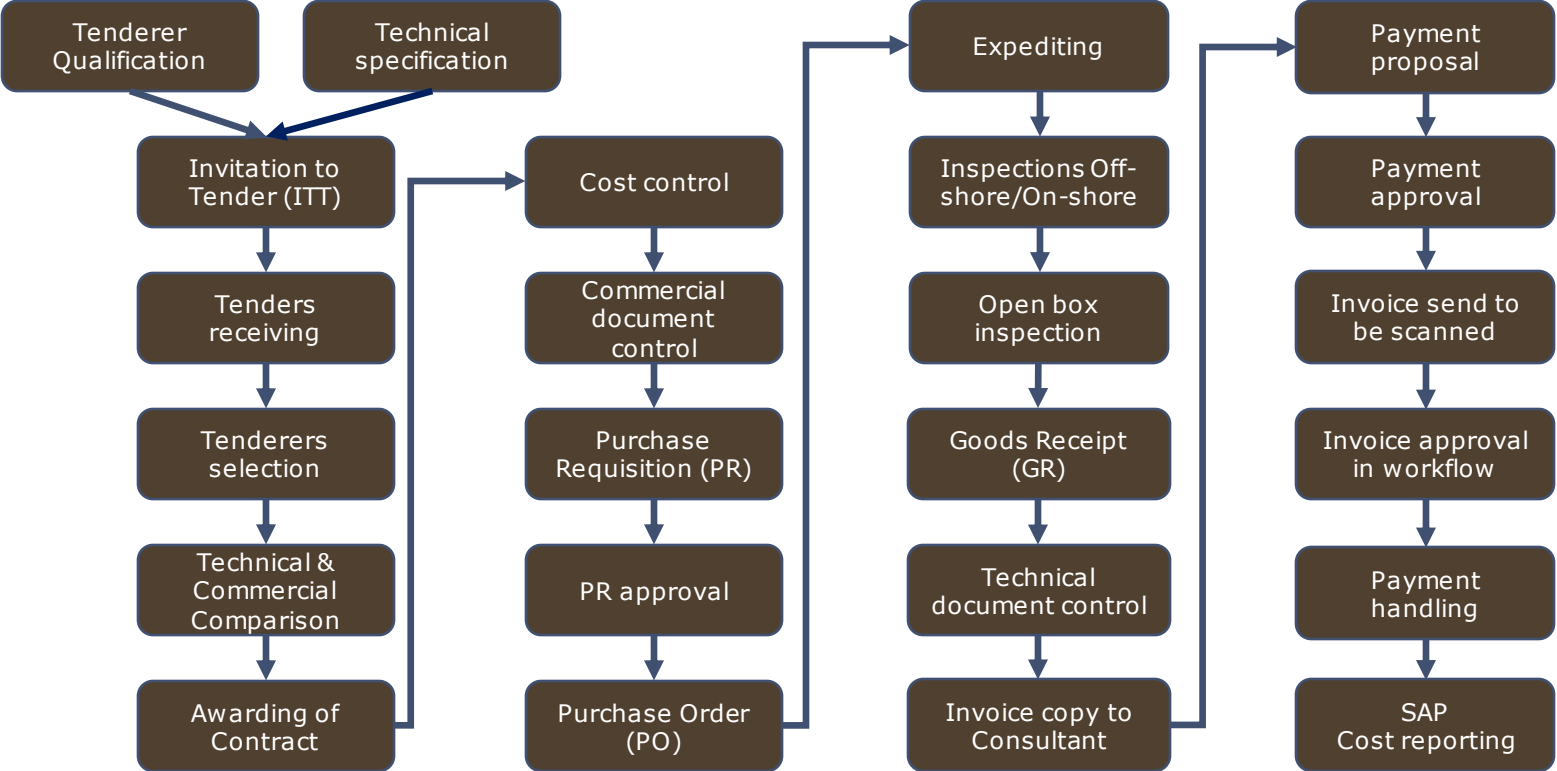 Tenderer
Qualification
Technical
specification
Invitation to
Tender (ITT)
Tenders
receiving
Tenderers
selection
Technical &
Commercial
Comparison
Awarding of
Contract
Cost control
Commercial
document
control
Purchase
Requisition (PR)
PR approval
Purchase Order
(PO)
Expediting
Inspections Off-
shore/On-shore
Open box
inspection
Goods Receipt
(GR)
Technical
document control
Invoice copy to
Consultant
Payment
proposal
Payment
approval
Invoice send to
be scanned
Invoice approval
in workflow
Payment
handling
SAP
Cost reporting